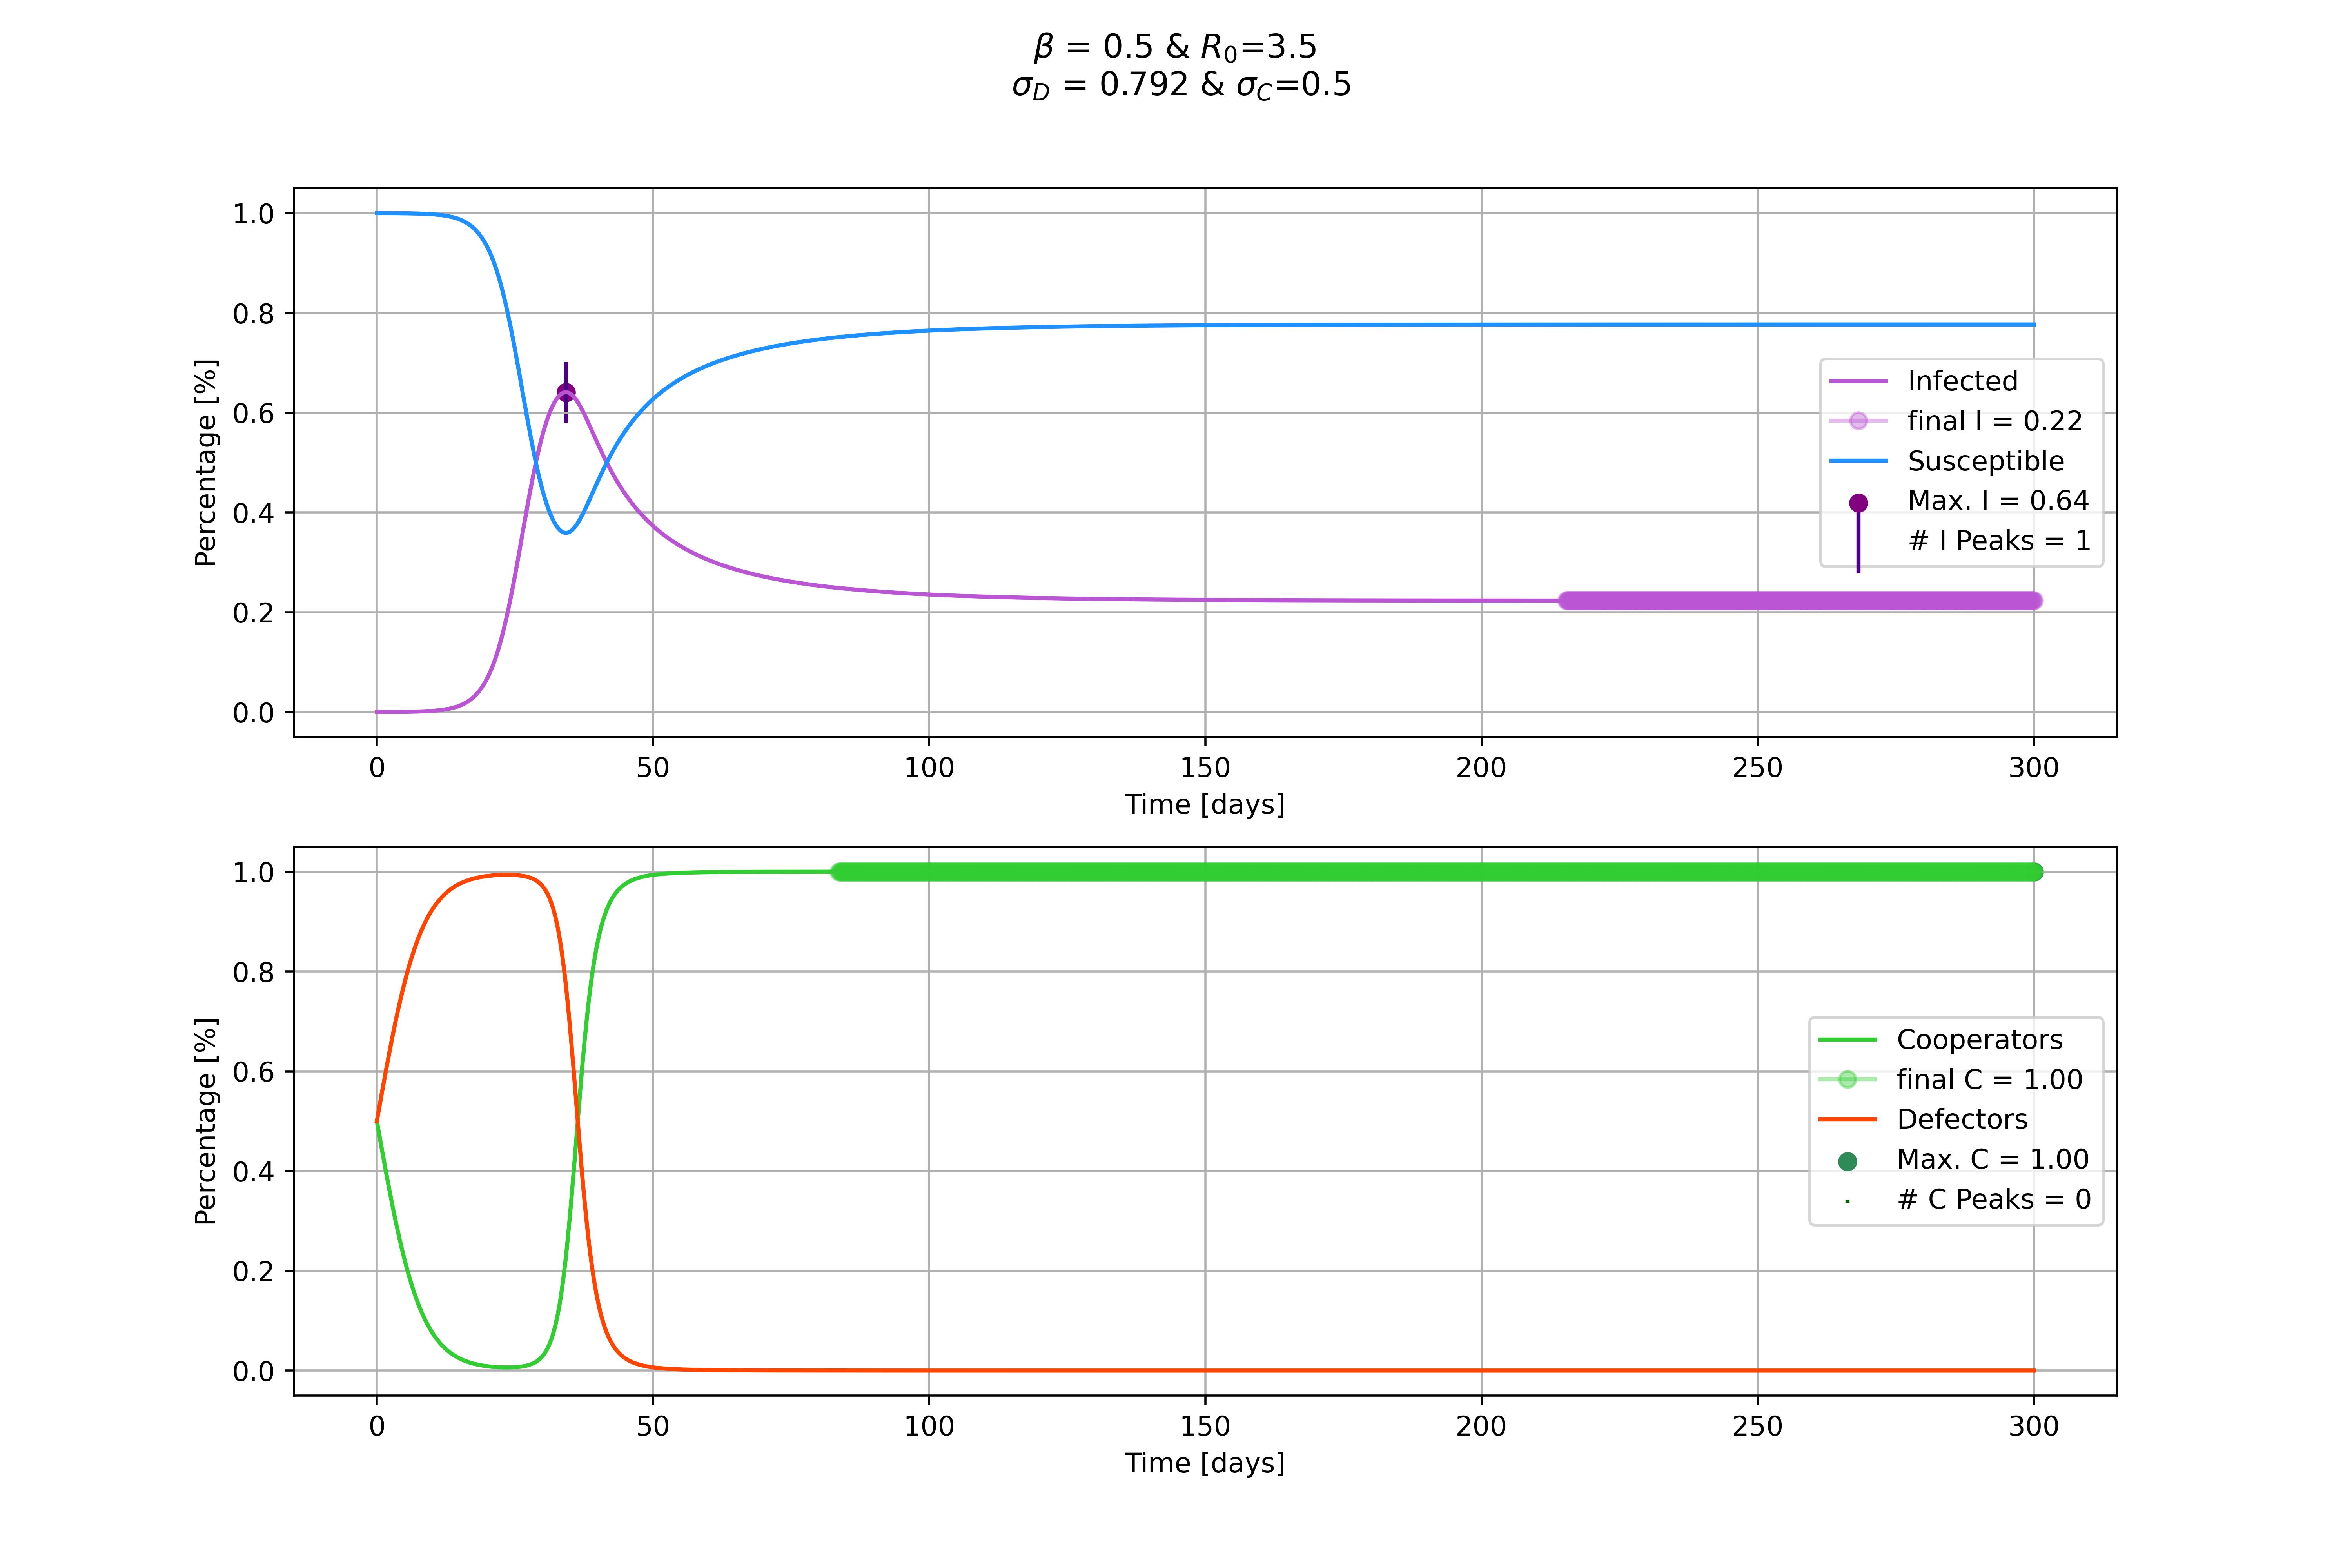 β = 0.5 & R₀=3.5
σ_D = 0.792 & σ_C=0.5
Percentage [%]
1.0
0.8
0.6
0.4
0.2
0.0
0 50 100 150 200 250 300
Time [days]
Infected
final I = 0.22
Susceptible
Max. I = 0.64
# I Peaks = 1
Percentage [%]
1.0
0.8
0.6
0.4
0.2
0.0
0 50 100 150 200 250 300
Time [days]
Cooperators
final C = 1.00
Defectors
Max. C = 1.00
# C Peaks = 0